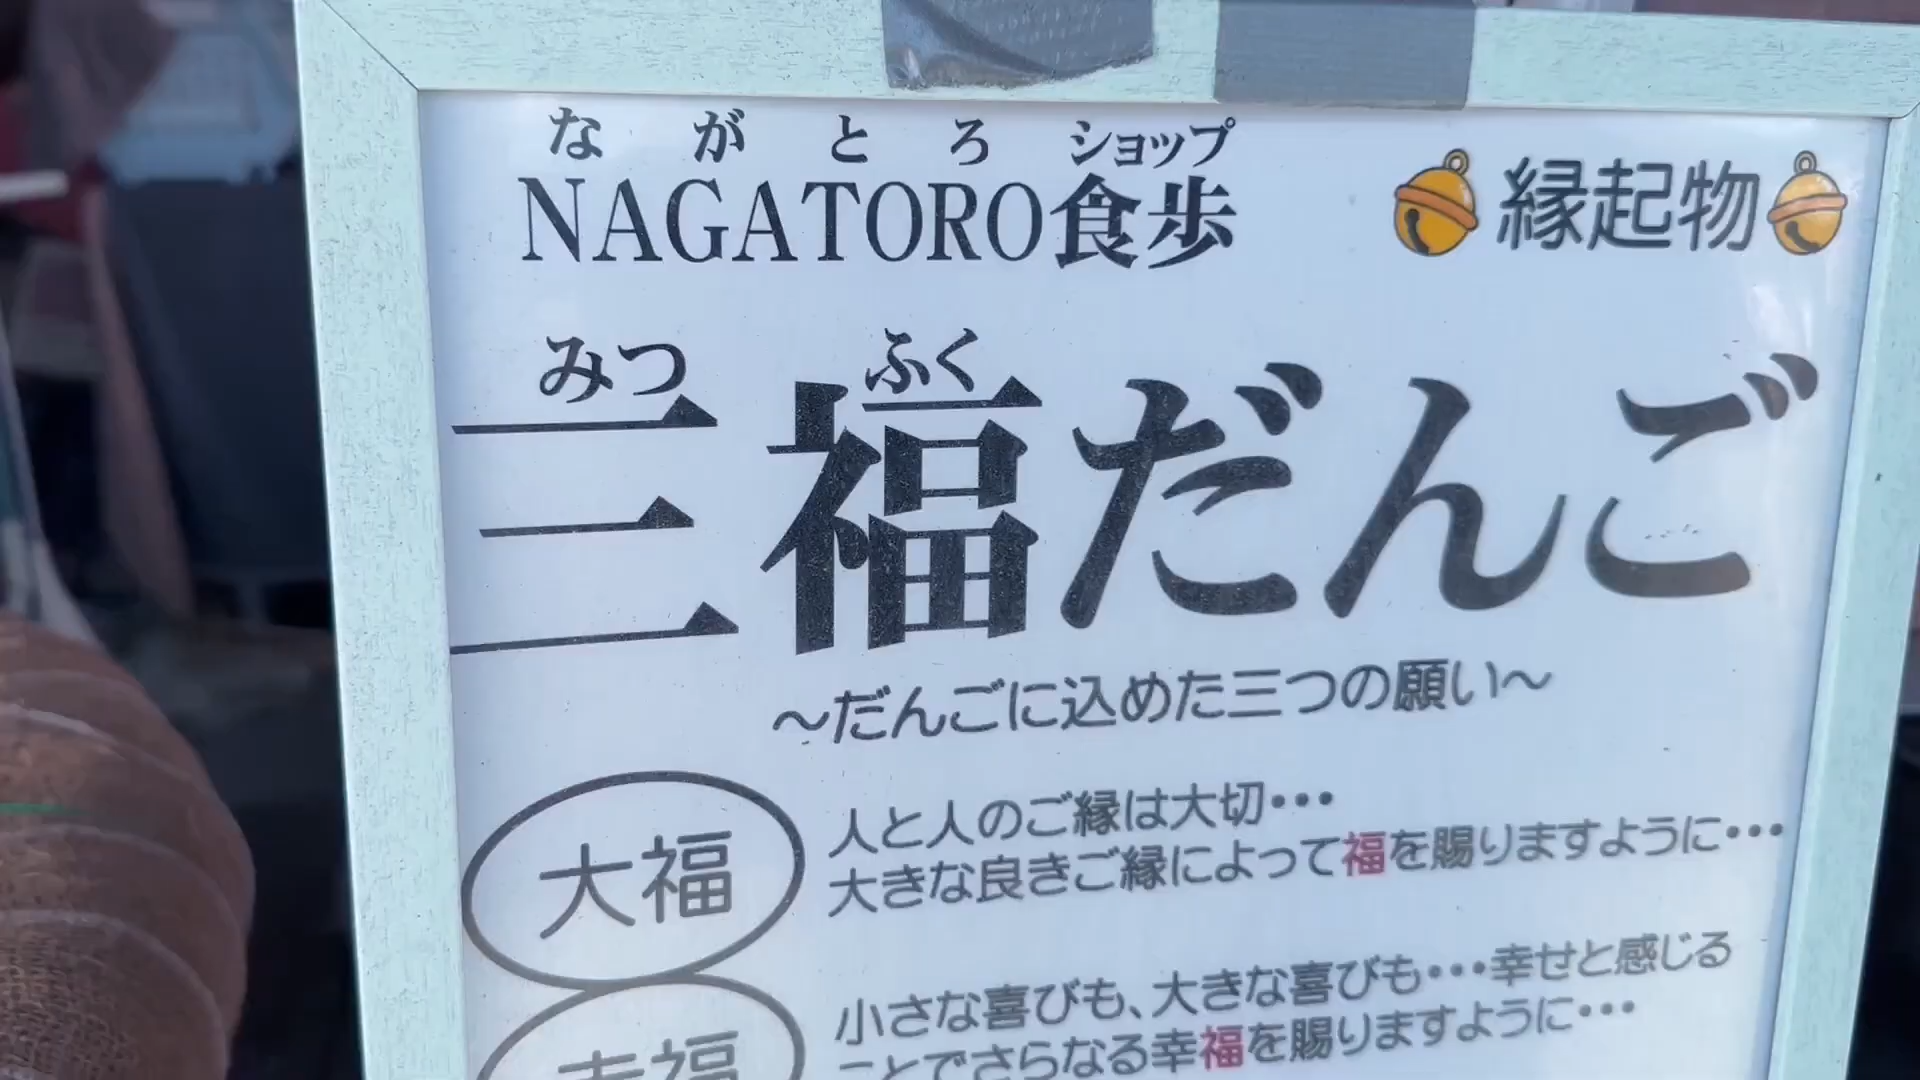 ながとろショップ
NAGATORO食歩
縁起物
みつ ふく
三福だんご
～だんごに込めた三つの願い～
大福
人と人のご縁は大切･･･
大きな良きご縁によって福を賜りますように･･･
幸福
小さな喜びも、大きな喜びも･･･幸せと感じる
ことでさらなる幸福を賜りますように･･･